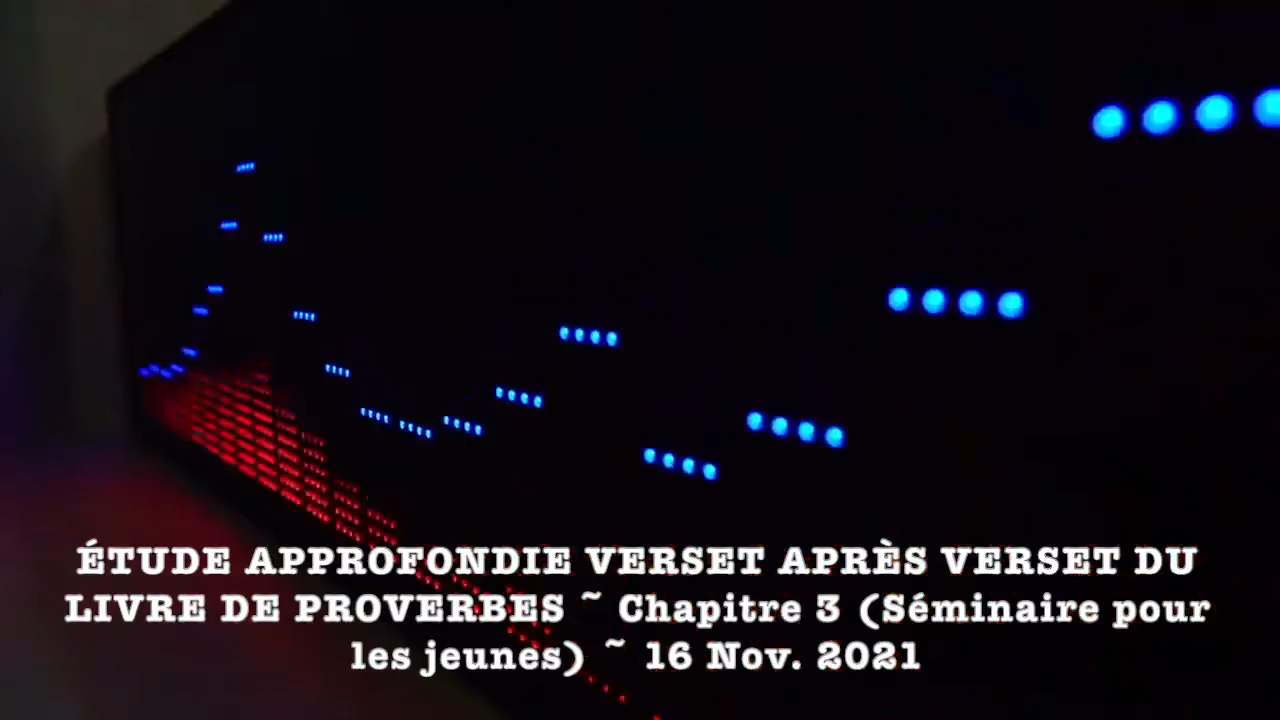 ÉTUDE APPROFONDIE VERSET APRÈS VERSET DU
LIVRE DE PROVERBES ~ Chapitre 3 (Séminaire pour
les jeunes) ~ 16 Nov. 2021